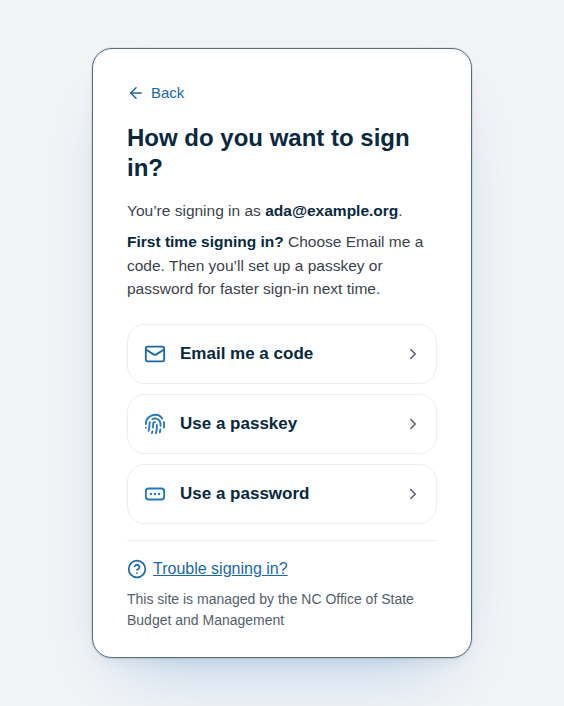 Back
How do you want to sign
in?
You’re signing in as ada@example.org.
First time signing in? Choose Email me a
code. Then you’ll set up a passkey or
password for faster sign-in next time.
Email me a code
Use a passkey
Use a password
Trouble signing in?
This site is managed by the NC Office of State
Budget and Management